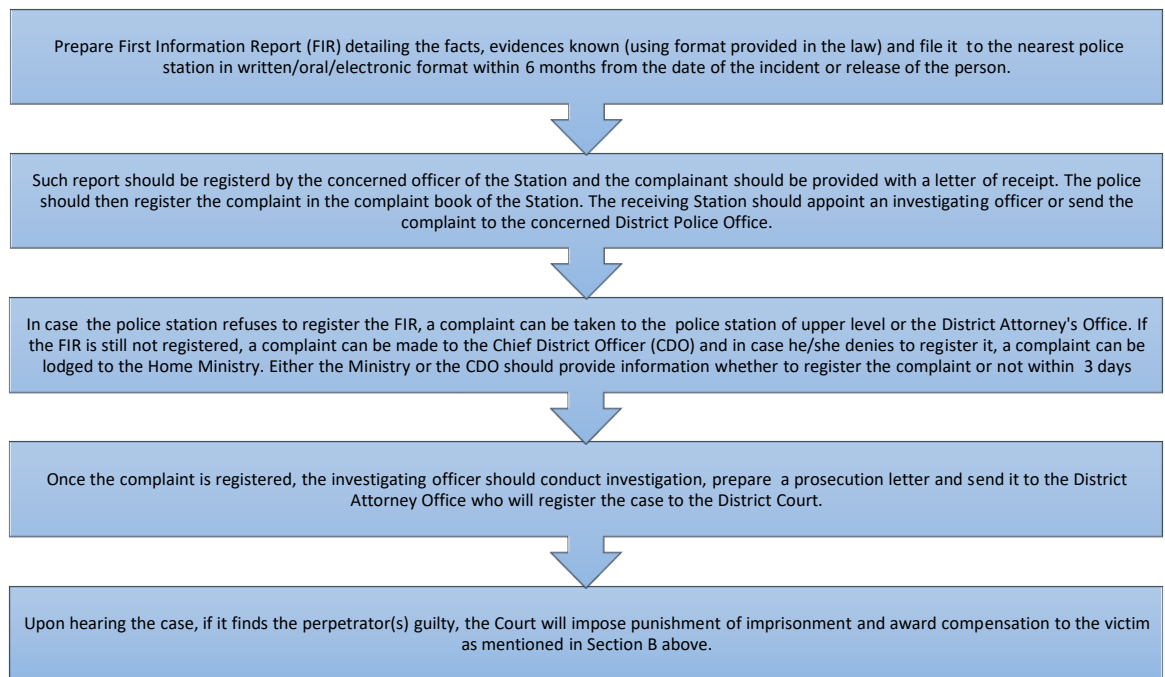 Prepare First Information Report (FIR) detailing the facts, evidences known (using format provided in the law) and file it  to the nearest police
station in written/oral/electronic format within 6 months from the date of the incident or release of the person.
Such report should be registerd by the concerned officer of the Station and the complainant should be provided with a letter of receipt. The police
should then register the complaint in the complaint book of the Station. The receiving Station should appoint an investigating officer or send the
complaint to the concerned District Police Office.
In case  the police station refuses to register the FIR, a complaint can be taken to the  police station of upper level or the District Attorney's Office. If
the FIR is still not registered, a complaint can be made to the Chief District Officer (CDO) and in case he/she denies to register it, a complaint can be
lodged to the Home Ministry. Either the Ministry or the CDO should provide information whether to register the complaint or not within  3 days
Once the complaint is registered, the investigating officer should conduct investigation, prepare  a prosecution letter and send it to the District
Attorney Office who will register the case to the District Court.
Upon hearing the case, if it finds the perpetrator(s) guilty, the Court will impose punishment of imprisonment and award compensation to the victim
as mentioned in Section B above.